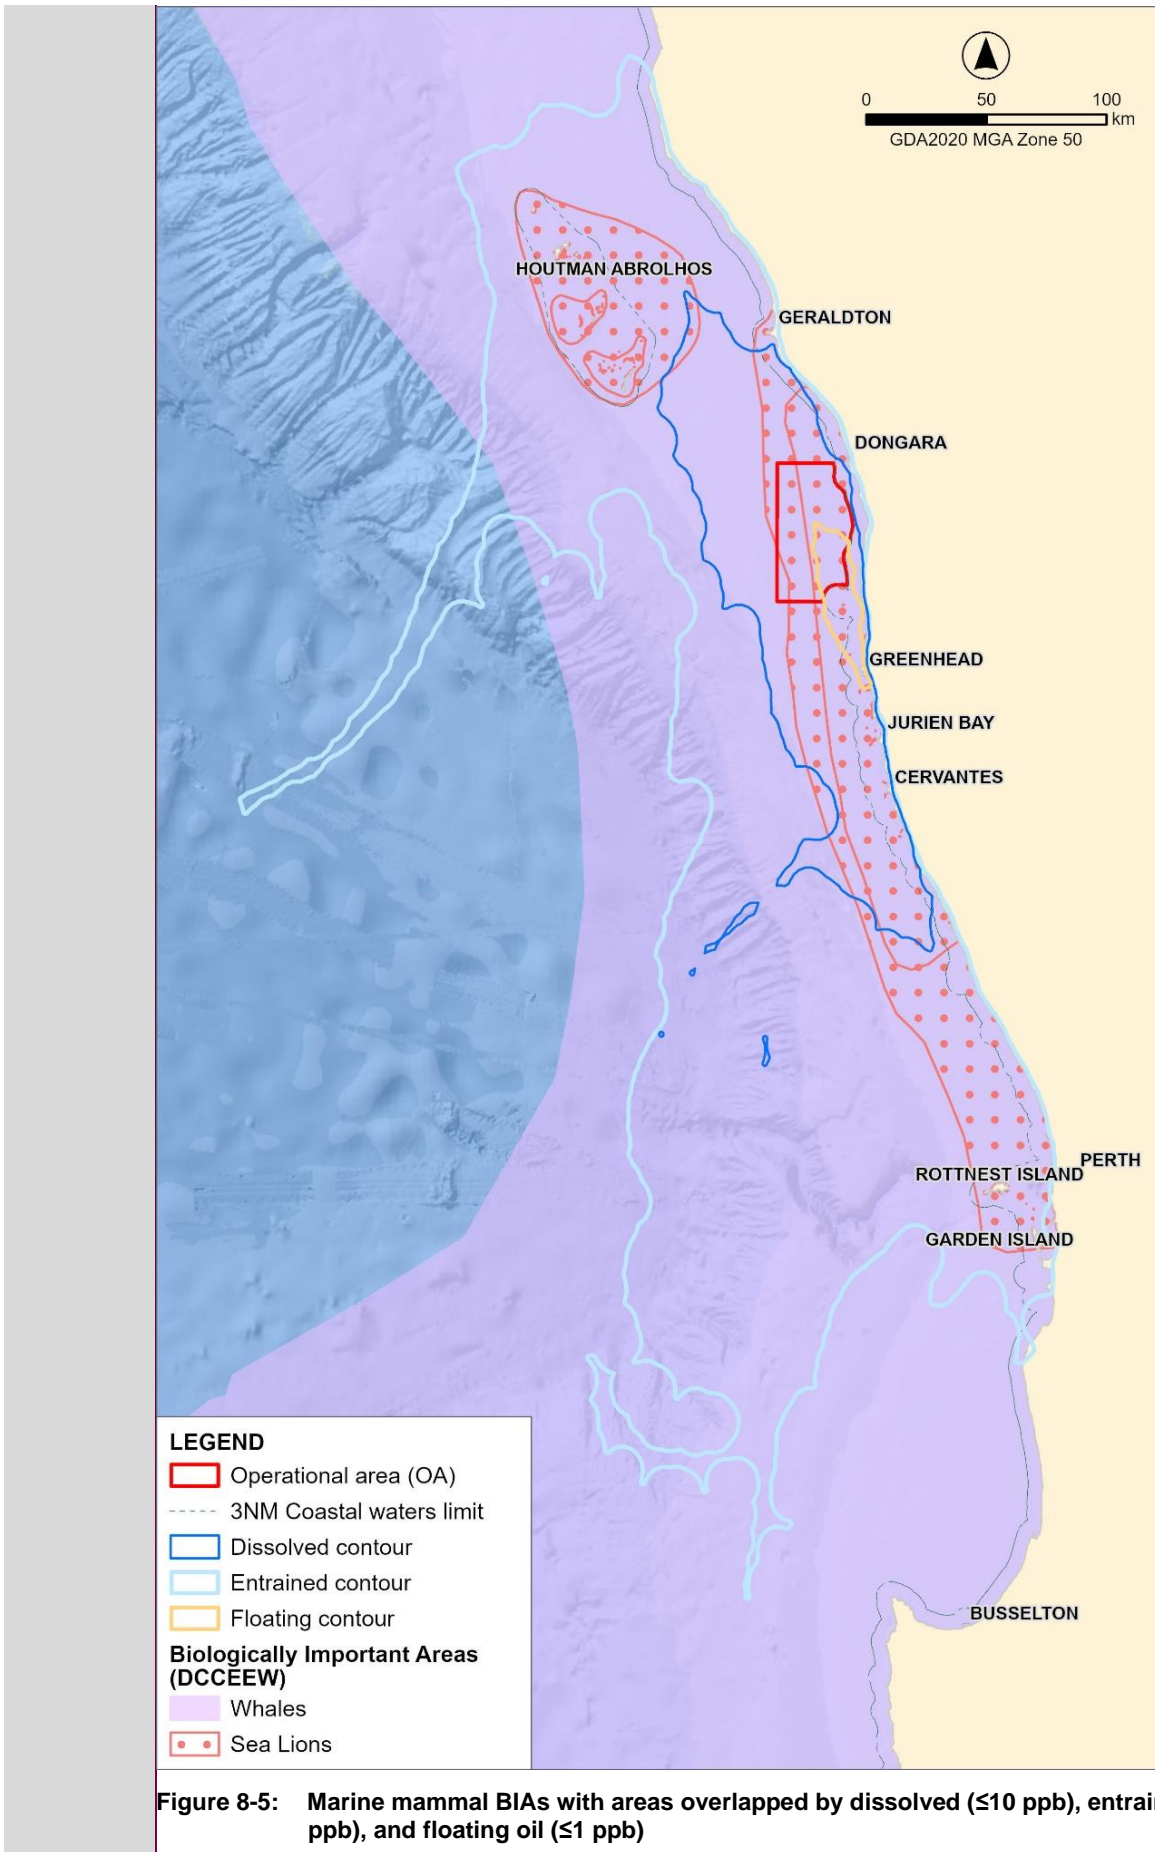 0 50 100
km
GDA2020 MGA Zone 50
HOUTMAN ABROLHOS
GERALDTON
DONGARA
GREENHEAD
JURIEN BAY
CERVANTES
PERTH
ROTTNEST ISLAND
GARDEN ISLAND
BUSSELTON
LEGEND
Operational area (OA)
3NM Coastal waters limit
Dissolved contour
Entrained contour
Floating contour
Biologically Important Areas
(DCCEEW)
Whales
Sea Lions
Figure 8-5: Marine mammal BIAs with areas overlapped by dissolved (≤10 ppb),
ppb), and floating oil (≤1 ppb)